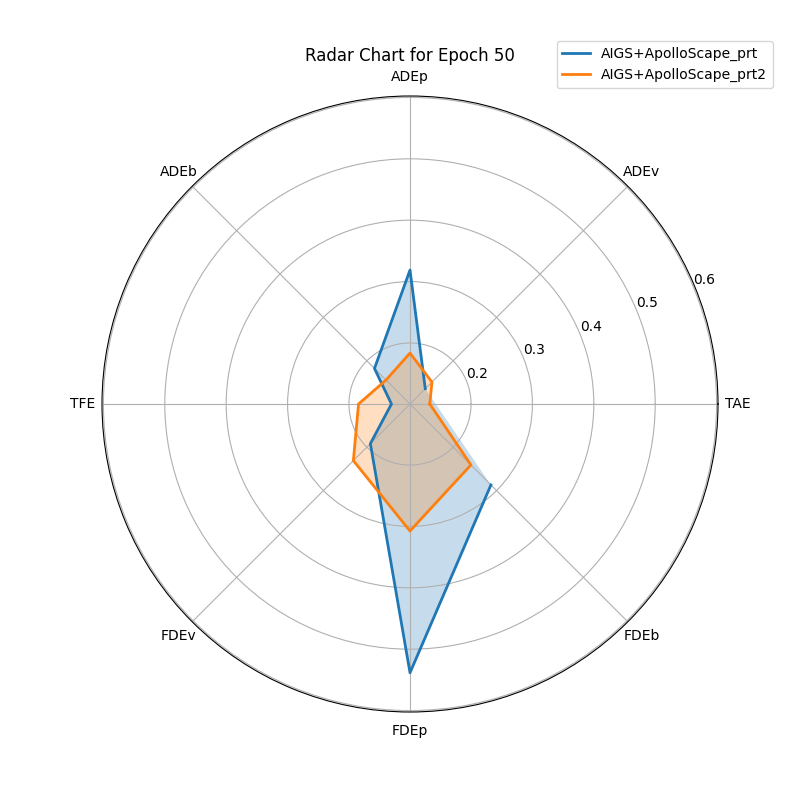 Radar Chart for Epoch 50
AIGS+ApolloScape_prt
AIGS+ApolloScape_prt2
ADEp
ADEb
ADEv
0.6
0.5
0.4
0.3
0.2
TFE
TAE
FDEv
FDEb
FDEp